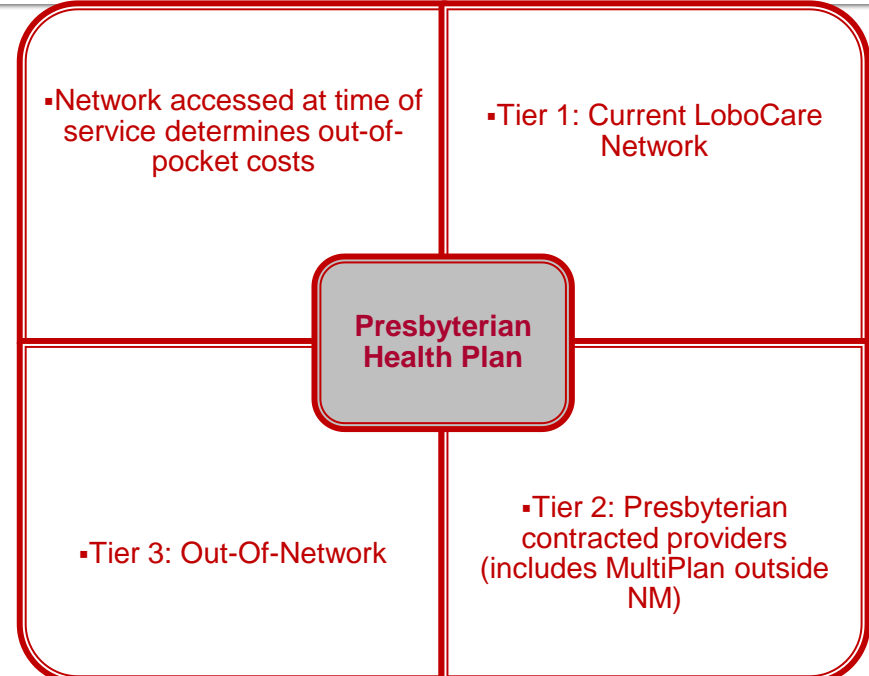 ▪Network accessed at time of
service determines out-of-
pocket costs
▪Tier 1: Current LoboCare
Network
Presbyterian
Health Plan
▪Tier 3: Out-Of-Network
▪Tier 2: Presbyterian
contracted providers
(includes MultiPlan outside
NM)